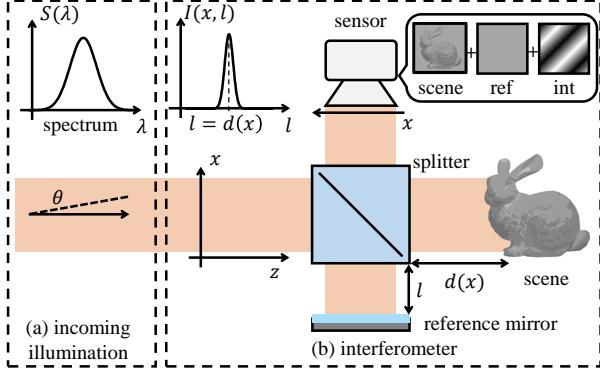 S(λ)
spectrum
λ
θ
(a) incoming
illumination
I(x, l)
l = d(x)
l
x
z
sensor
scene + ref + int
x
splitter
l
d(x)
scene
reference mirror
(b) interferometer